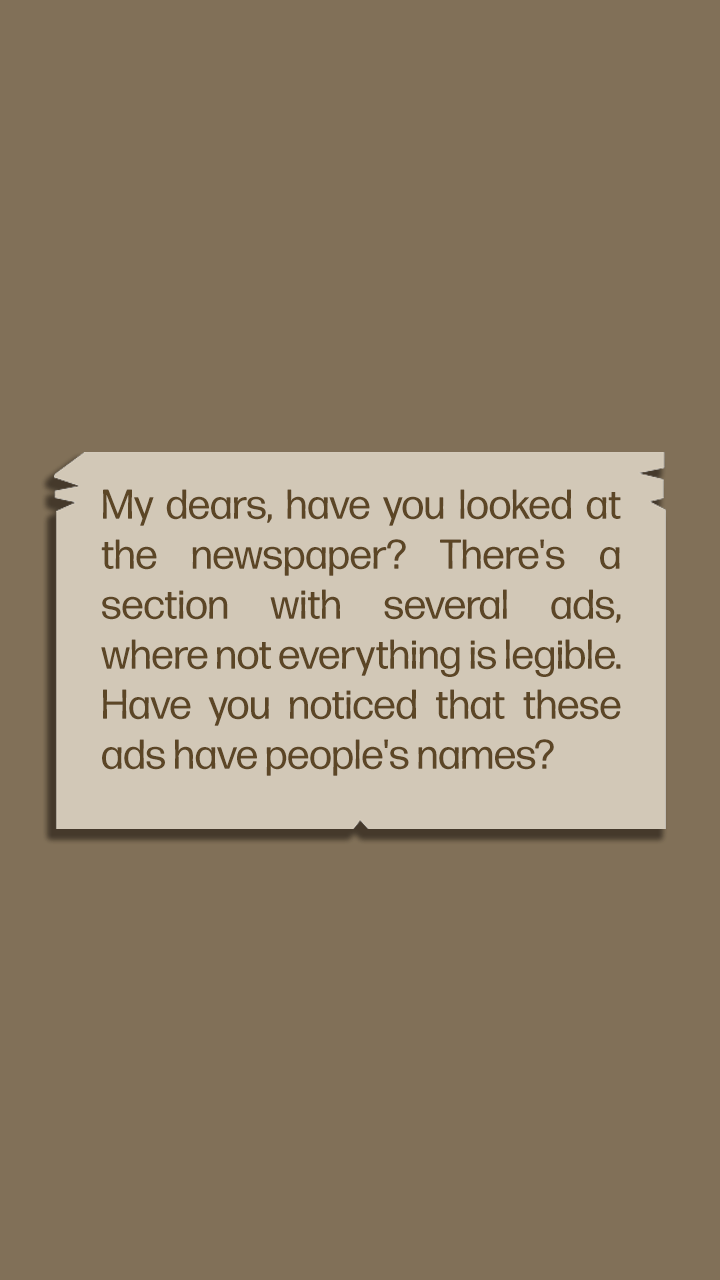 My dears, have you looked at
the newspaper? There's a
section with several ads,
where not everything is legible.
Have you noticed that these
ads have people's names?